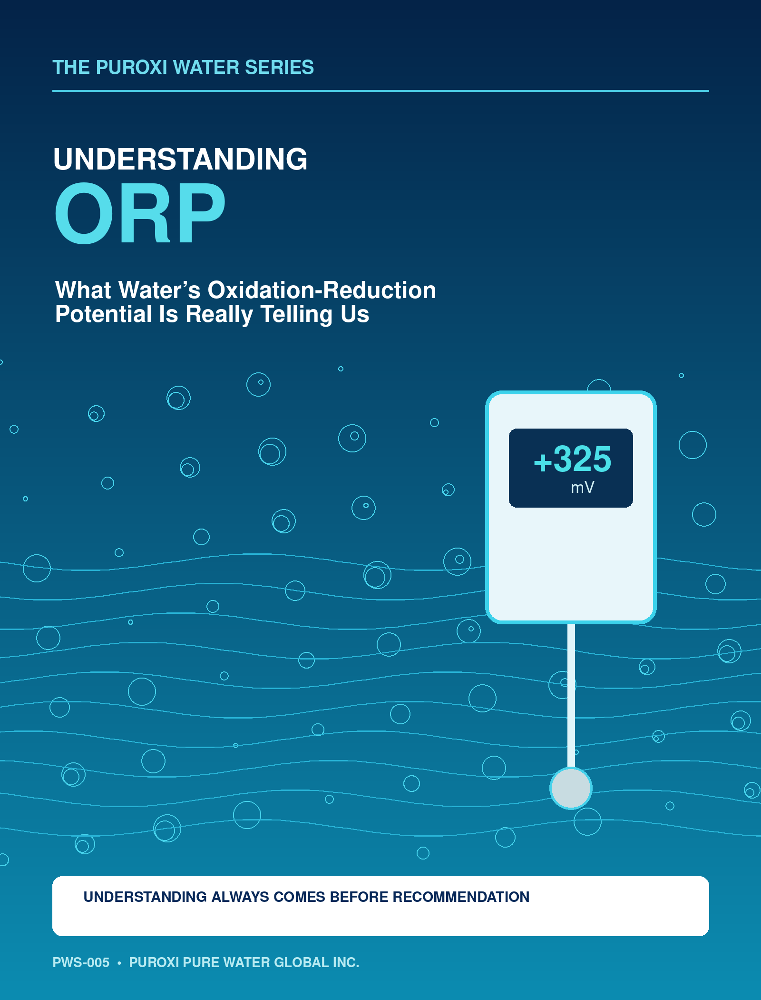 THE PUROXI WATER SERIES
UNDERSTANDING
ORP
What Water’s Oxidation-Reduction
Potential Is Really Telling Us
+325
mV
UNDERSTANDING ALWAYS COMES BEFORE RECOMMENDATION
PWS-005 • PUROXI PURE WATER GLOBAL INC.